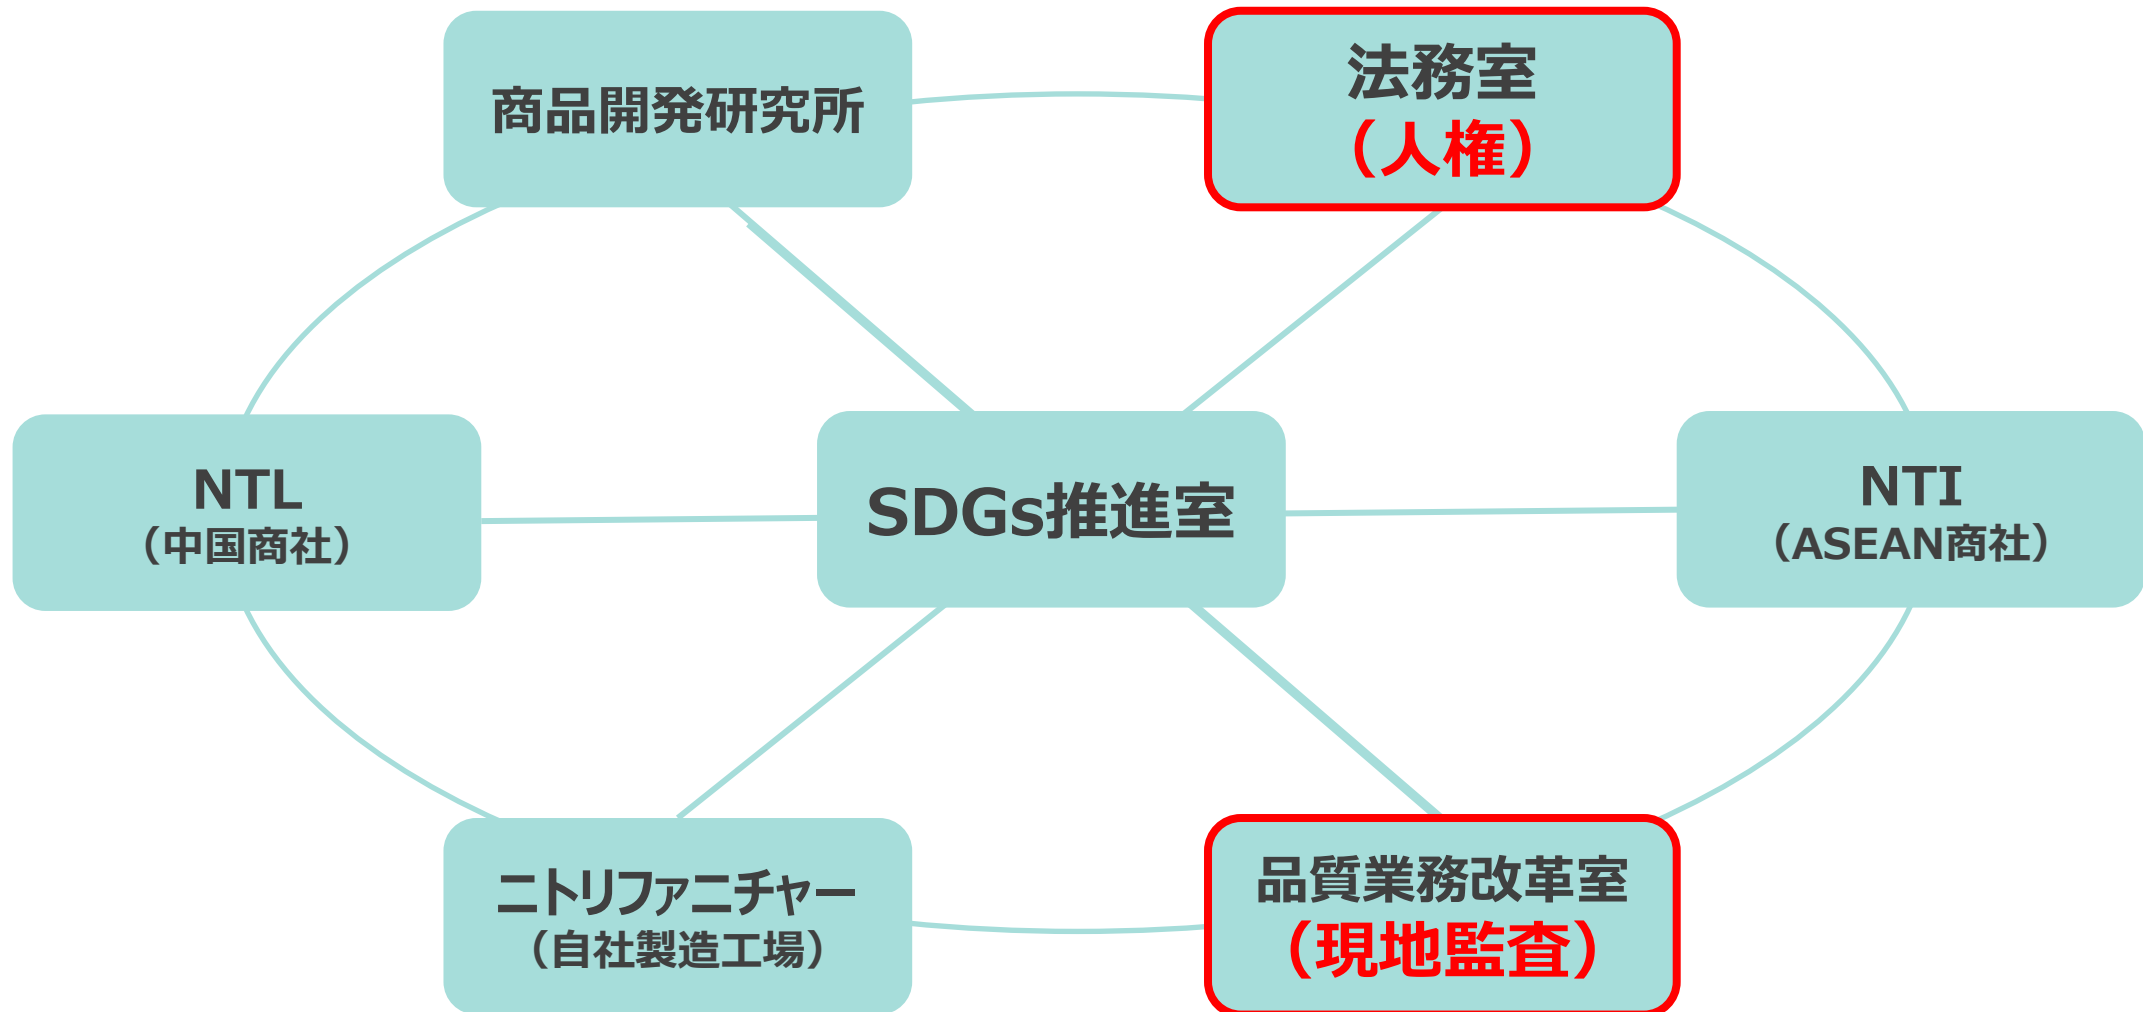 商品開発研究所
法務室
（人権）
NTL
（中国商社）
SDGs推進室
NTI
（ASEAN商社）
ニトリファニチャー
（自社製造工場）
品質業務改革室
（現地監査）